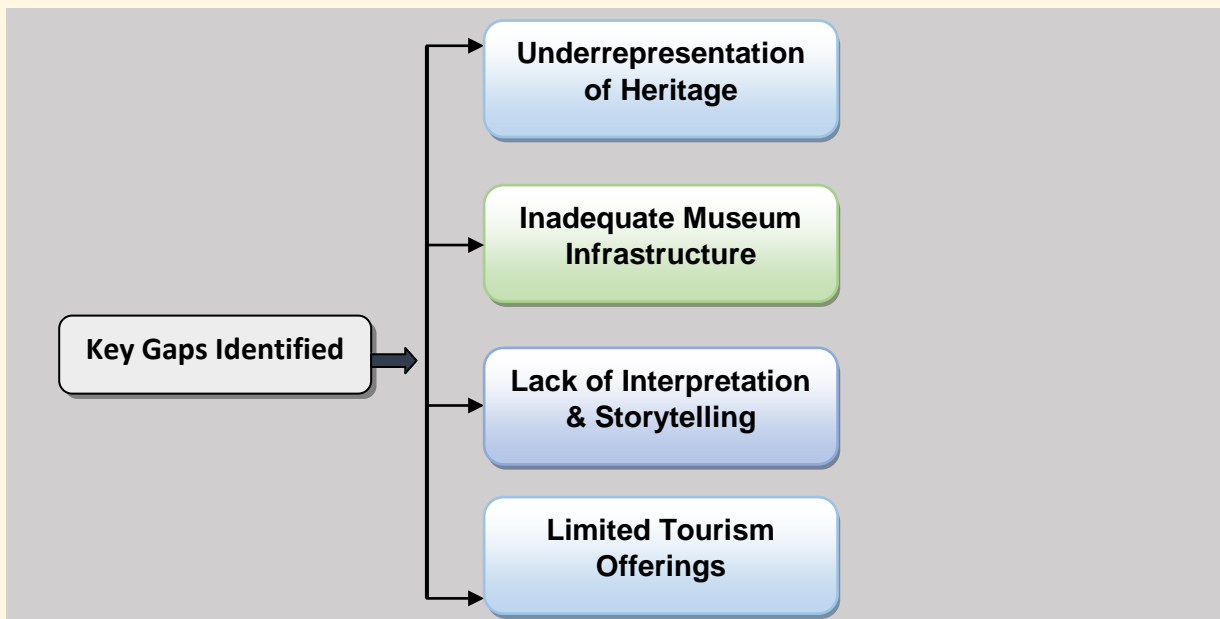 Key Gaps Identified
Underrepresentation
of Heritage
Inadequate Museum
Infrastructure
Lack of Interpretation
& Storytelling
Limited Tourism
Offerings